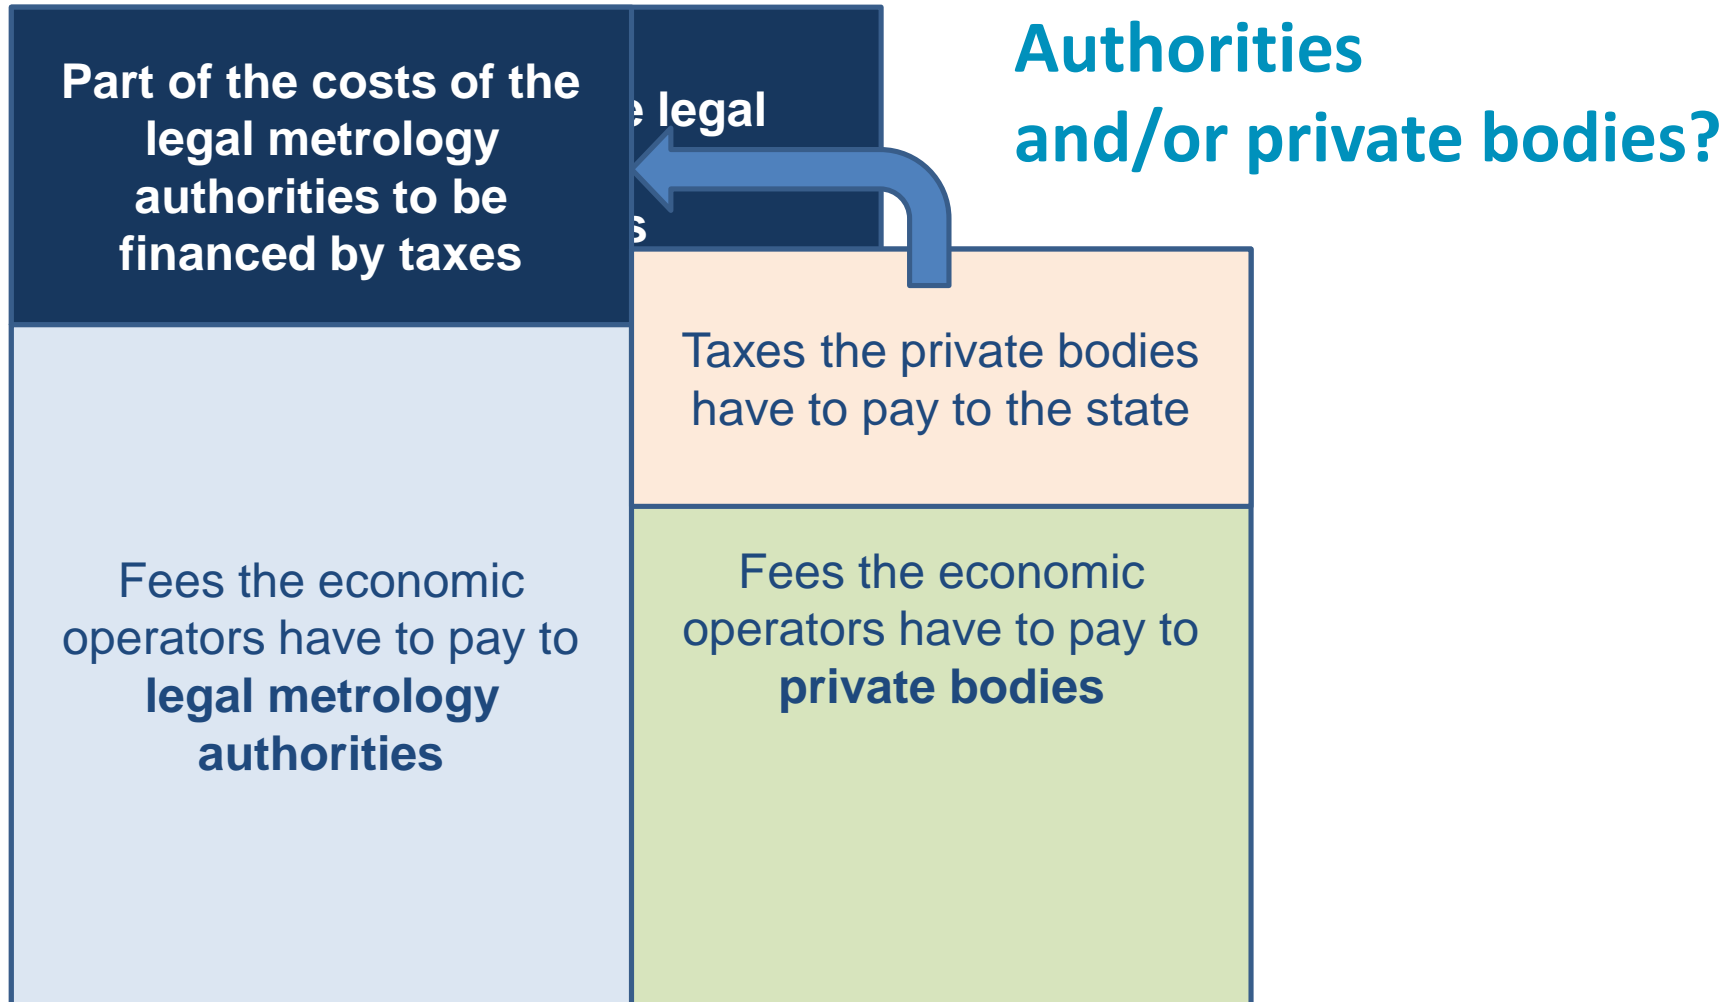 Authorities
and/or private bodies?
Part of the costs of the
legal metrology
authorities to be
financed by taxes
legal
Taxes the private bodies
have to pay to the state
Fees the economic
operators have to pay to
legal metrology
authorities
Fees the economic
operators have to pay to
private bodies